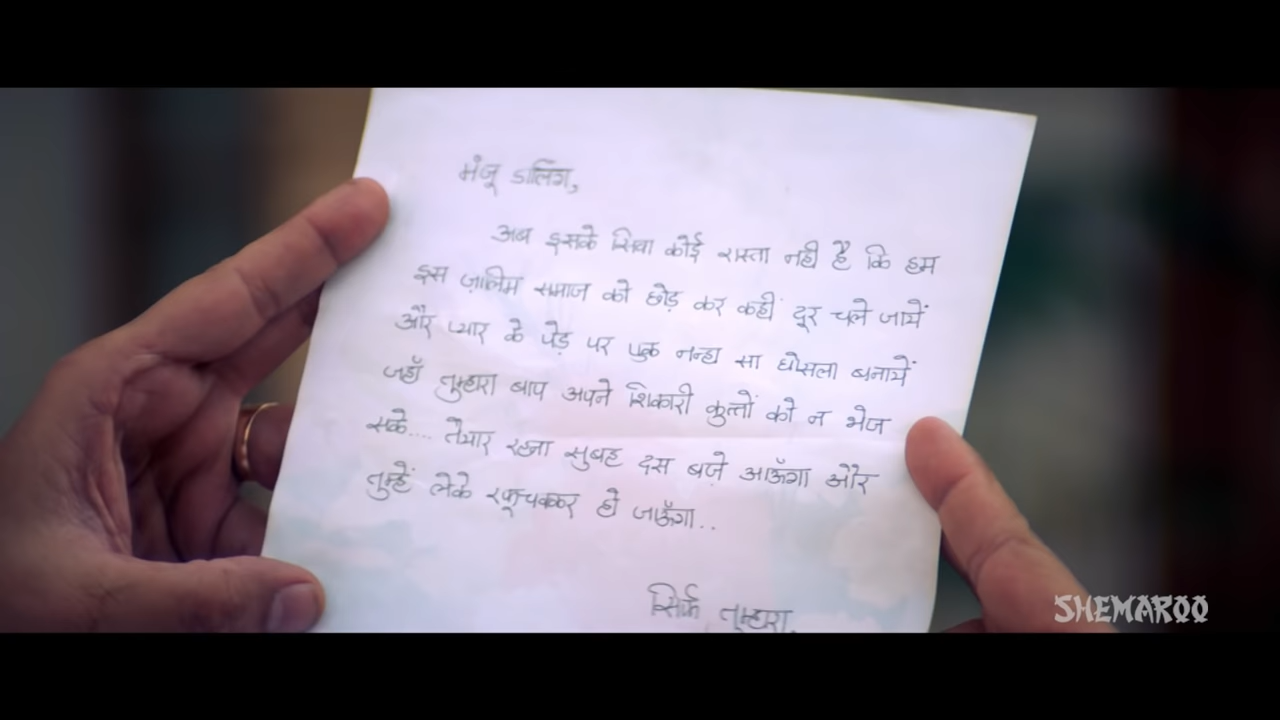 मंजू डार्लिंग,
अब इसके सिवा कोई रास्ता नही है कि हम
इस ज़ालिम समाज को छोड़ कर कहीं दूर चले जायें
और प्यार के पेड़ पर एक नन्हा सा घोंसला बनायें
जहाँ तुम्हारा बाप अपने शिकारी कुत्तों को न भेज
सके.... तैयार रहना सुबह दस बजे़ आऊँगा और
तुम्हें लेके रफूचक्कर हो जाऊँगा..
सिर्फ तुम्हारा,
SHEMAROO